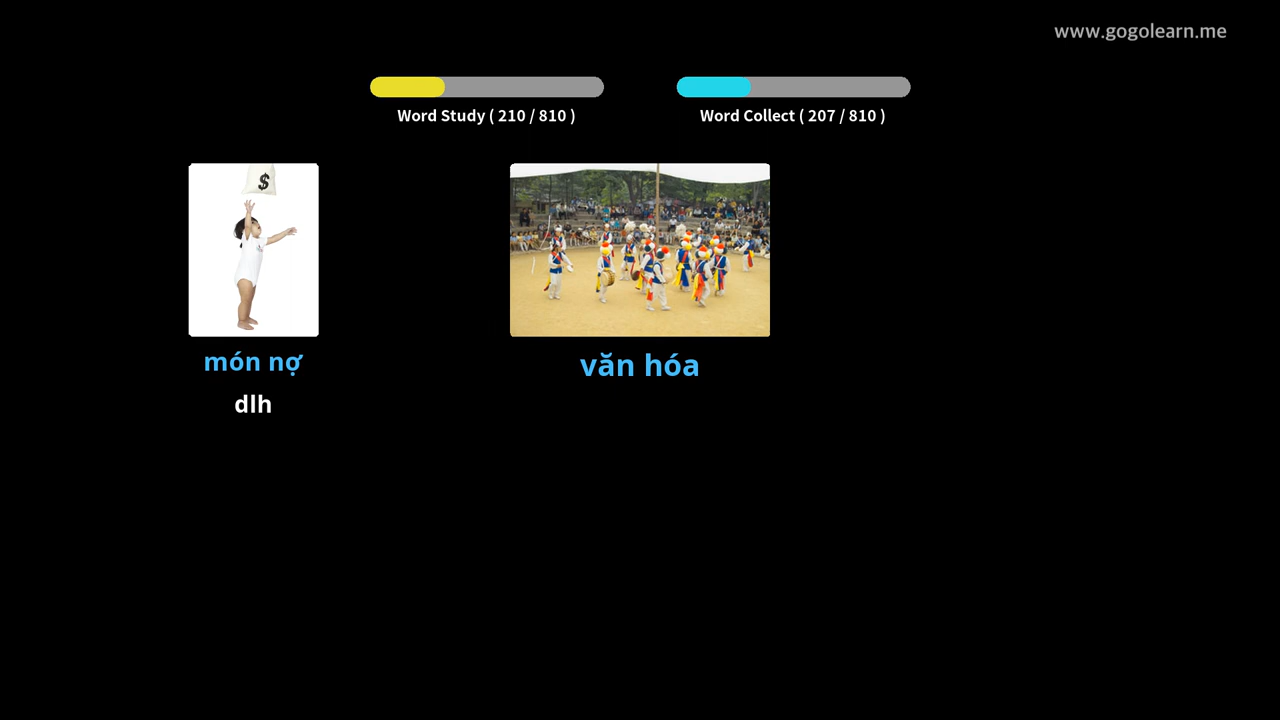 www.gogolearn.me
Word Study ( 210 / 810 )
Word Collect ( 207 / 810 )
$
món nợ
dlh
văn hóa